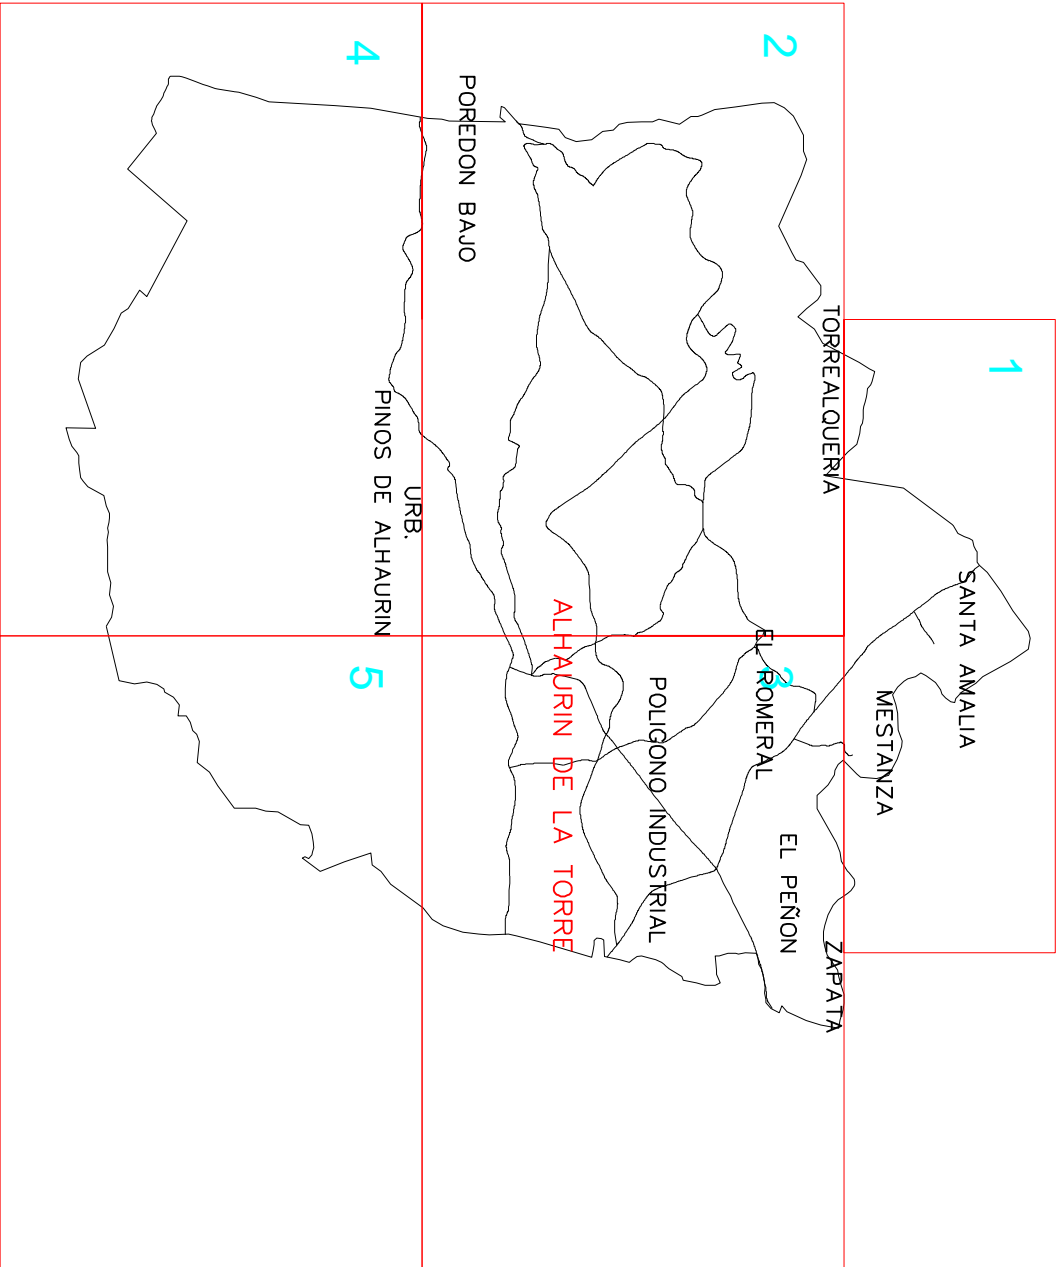 1
SANTA AMALIA
MESTANZA
TORREALQUERIA
ZAPATA
2
3
EL ROMERAL
EL PEÑON
POLIGONO INDUSTRIAL
ALHAURIN DE LA TORRE
POREDON BAJO
4
URB.
PINOS DE ALHAURIN
5